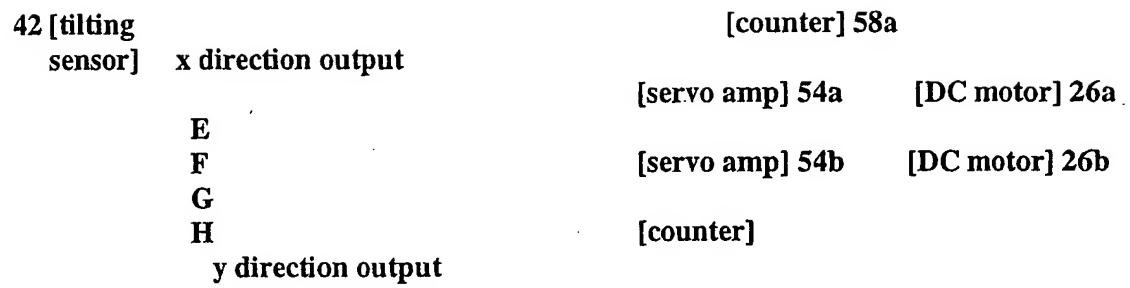 42 [tilting [counter] 58a
sensor] x direction output
[servo amp] 54a [DC motor] 26a
E
F [servo amp] 54b [DC motor] 26b
G
H [counter]
y direction output